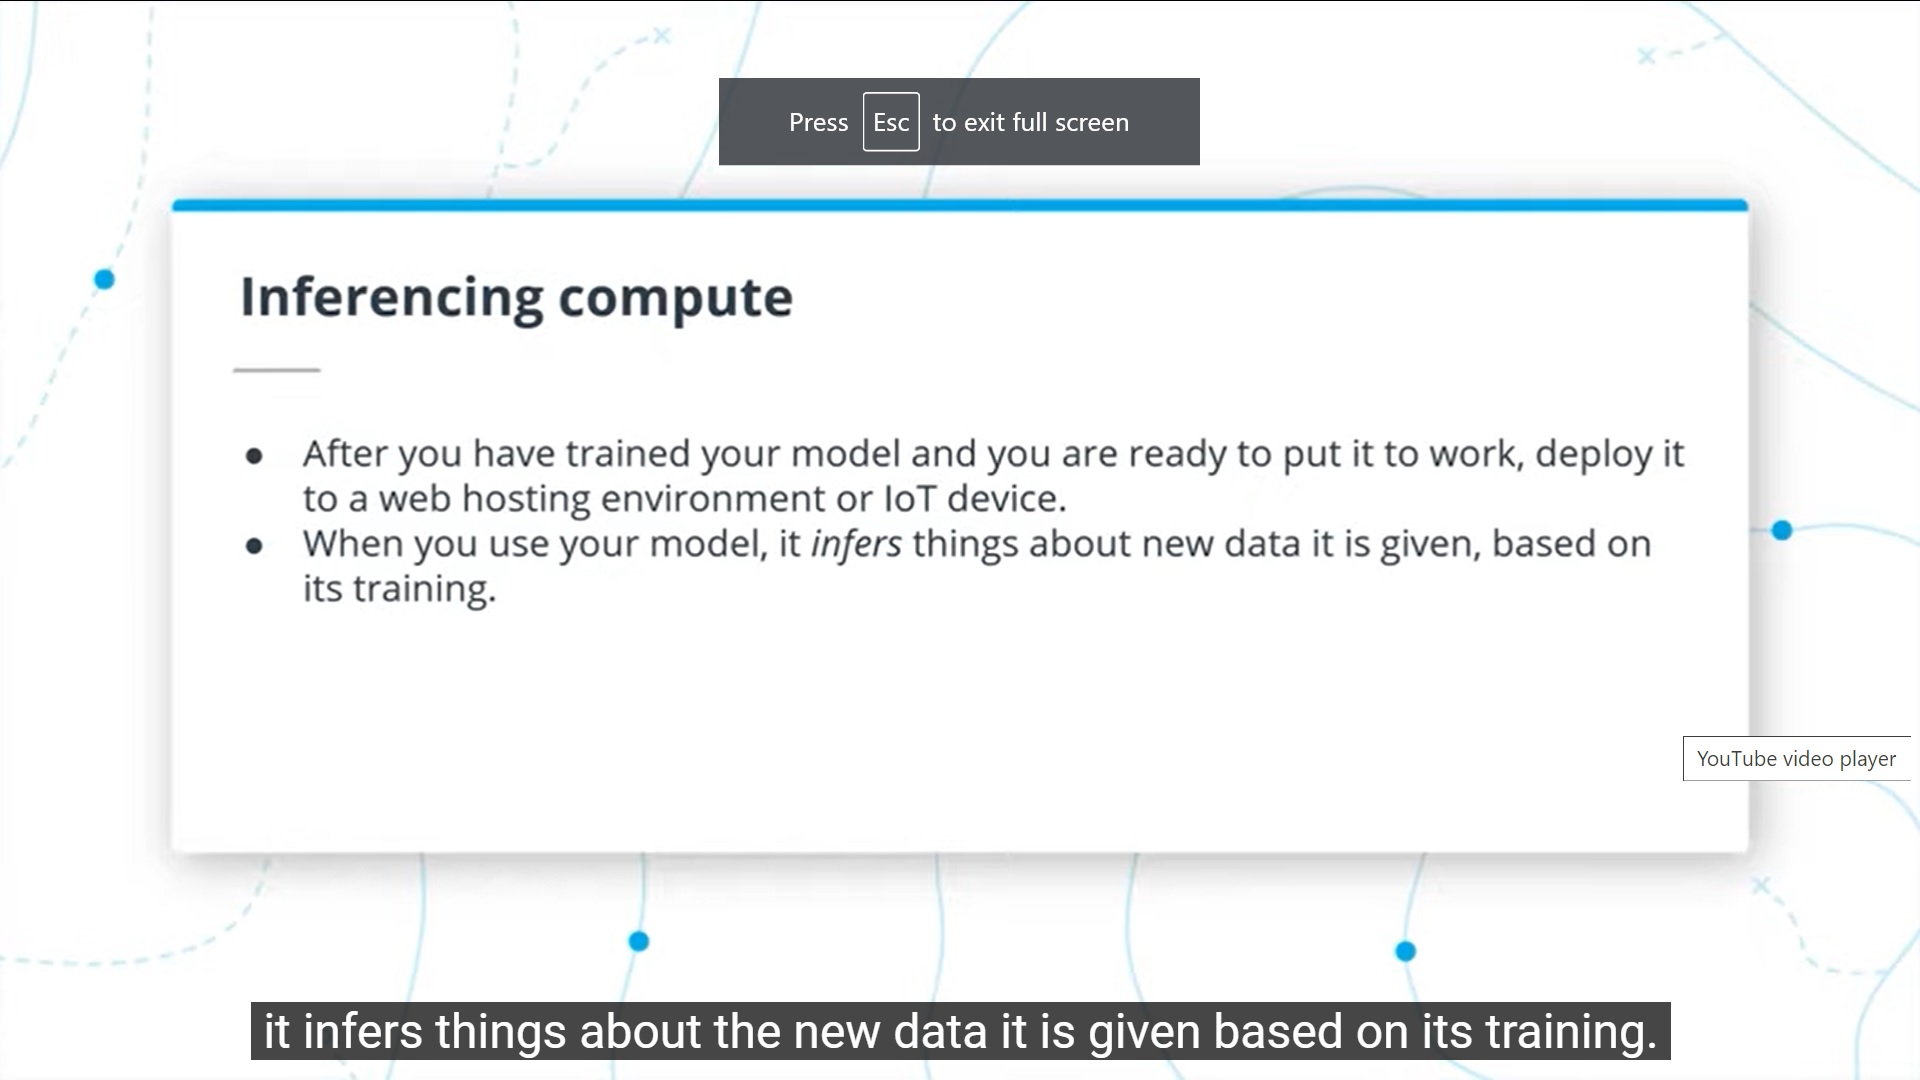 Press Esc to exit full screen
Inferencing compute
● After you have trained your model and you are ready to put it to work, deploy it
to a web hosting environment or IoT device.
● When you use your model, it infers things about new data it is given, based on
its training.
YouTube video player
it infers things about the new data it is given based on its training.